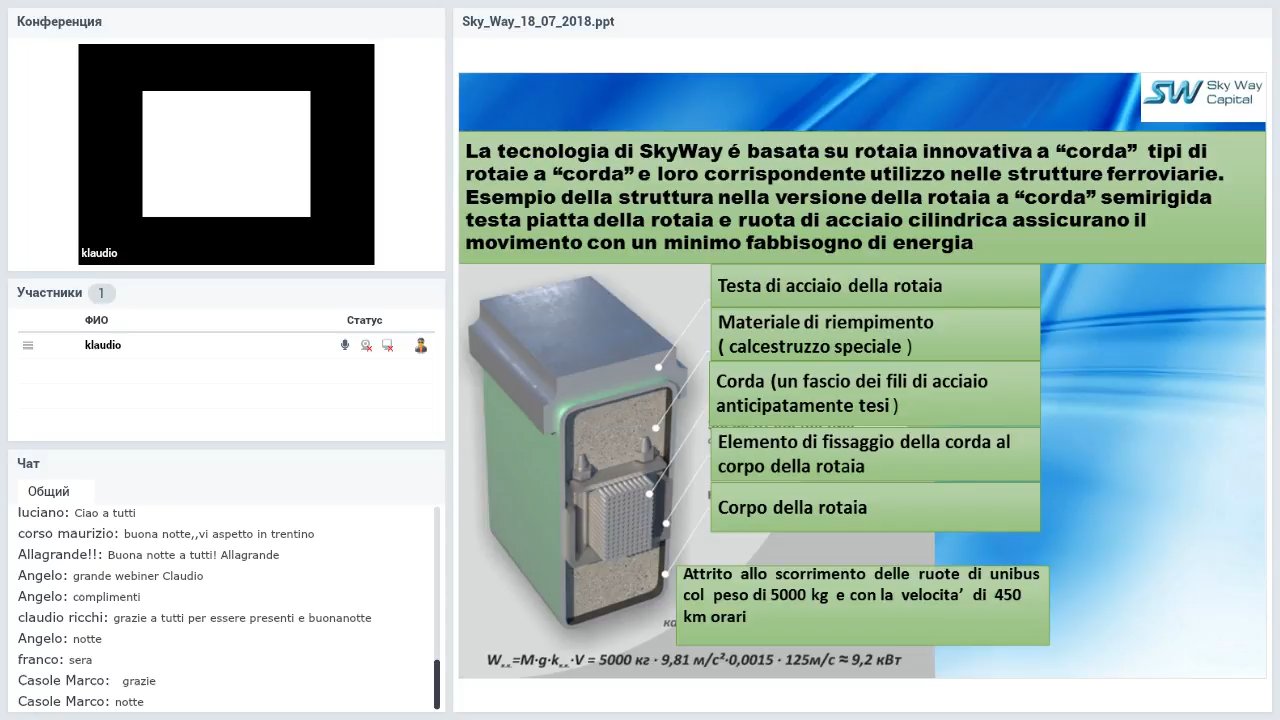 Конференция
klaudio
Участники 1
ФИО Статус
klaudio
Чат
Общий
luciano: Ciao a tutti
corso maurizio: buona notte,,vi aspetto in trentino
Allagrande!!: Buona notte a tutti! Allagrande
Angelo: grande webiner Claudio
Angelo: complimenti
claudio ricchi: grazie a tutti per essere presenti e buonanotte
Angelo: notte
franco: sera
Casole Marco: grazie
Casole Marco: notte
Sky_Way_18_07_2018.ppt
SW Sky Way
Capital
La tecnologia di SkyWay é basata su rotaia innovativa a “corda” tipi di
rotaie a “corda” e loro corrispondente utilizzo nelle strutture ferroviarie.
Esempio della struttura nella versione della rotaia a “corda” semirigida
testa piatta della rotaia e ruota di acciaio cilindrica assicurano il
movimento con un minimo fabbisogno di energia
Testa di acciaio della rotaia
Materiale di riempimento
( calcestruzzo speciale )
Corda (un fascio dei fili di acciaio
anticipatamente tesi )
Elemento di fissaggio della corda al
corpo della rotaia
Corpo della rotaia
Attrito allo scorrimento delle ruote di unibus
col peso di 5000 kg e con la velocita’ di 450
km orari
W к.к.=M·g·k к.к.·V = 5000 кг · 9,81 м/с²·0,0015 · 125м/с ≈ 9,2 кВт